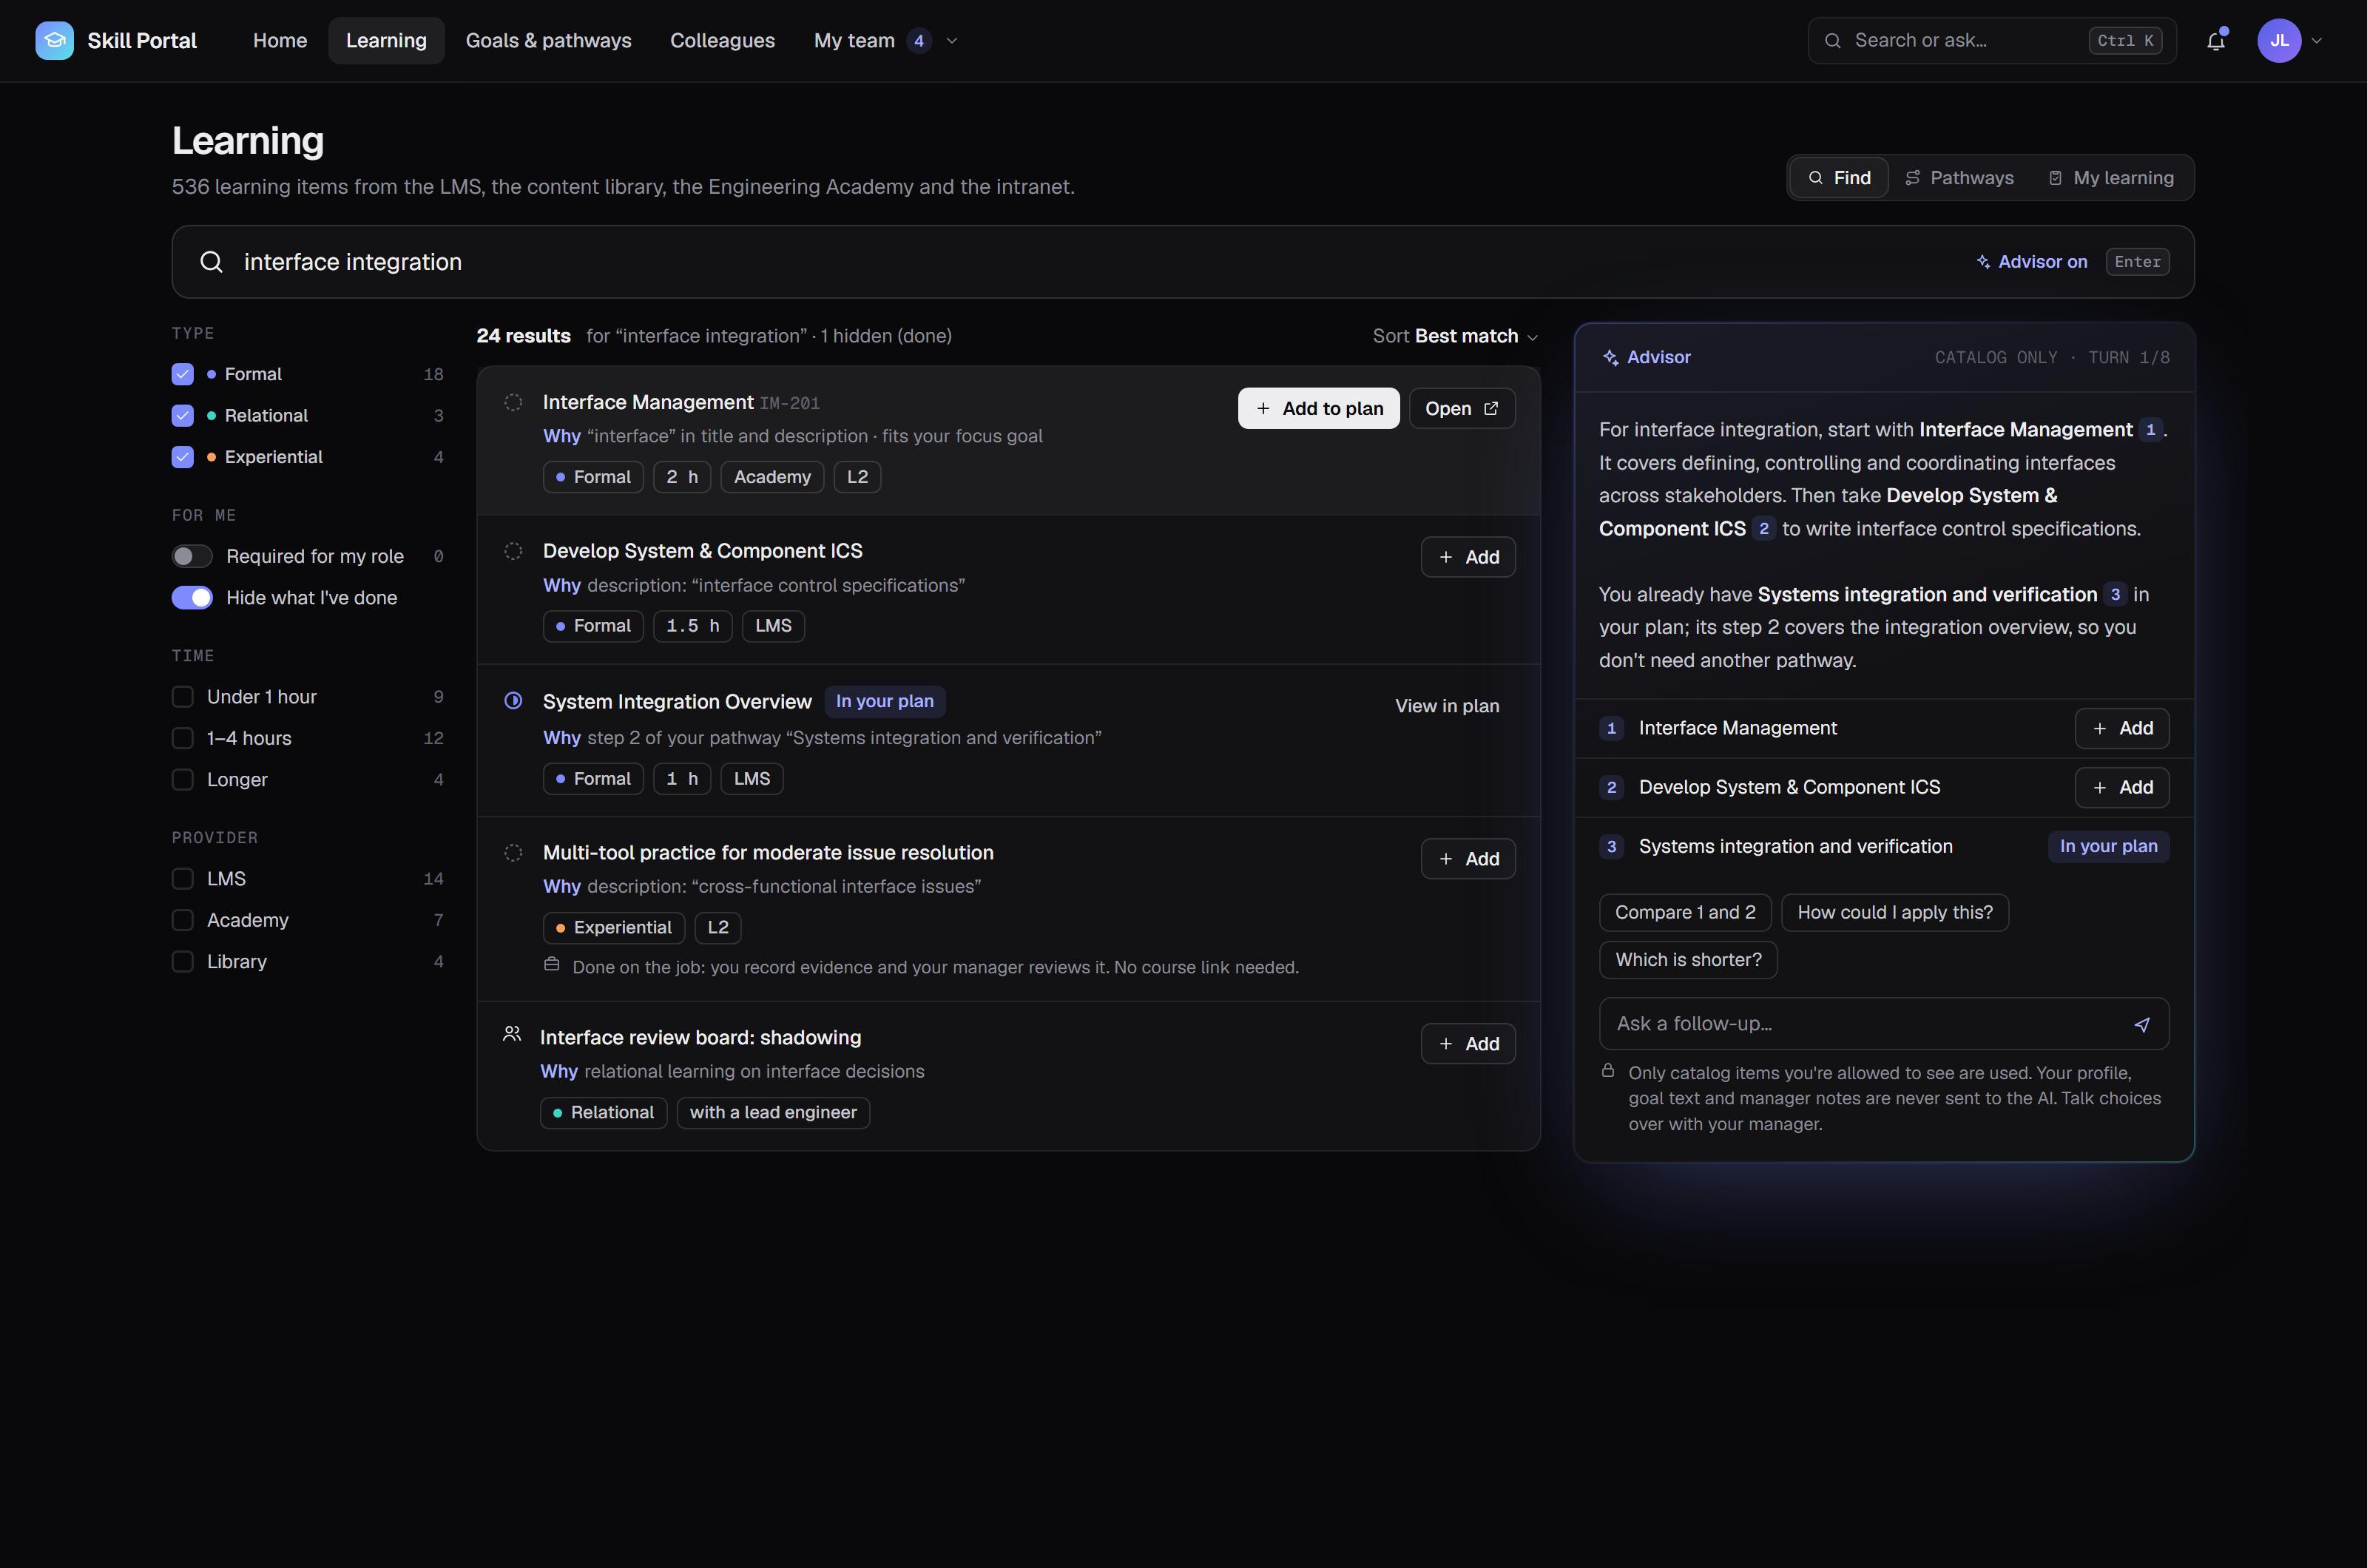 Skill Portal
Home
Learning
Goals & pathways
Colleagues
My team 4
Search or ask...
Ctrl K
JL
Learning
536 learning items from the LMS, the content library, the Engineering Academy and the intranet.
Find
Pathways
My learning
interface integration
Advisor on
Enter
TYPE
Formal 18
Relational 3
Experiential 4
FOR ME
Required for my role 0
Hide what I've done
TIME
Under 1 hour 9
1–4 hours 12
Longer 4
PROVIDER
LMS 14
Academy 7
Library 4
24 results for “interface integration” · 1 hidden (done)
Sort Best match
Interface Management IM-201
Add to plan
Open
Why “interface” in title and description · fits your focus goal
Formal 2 h Academy L2
Develop System & Component ICS
Add
Why description: “interface control specifications”
Formal 1.5 h LMS
System Integration Overview In your plan
View in plan
Why step 2 of your pathway “Systems integration and verification”
Formal 1 h LMS
Multi-tool practice for moderate issue resolution
Add
Why description: “cross-functional interface issues”
Experiential L2
Done on the job: you record evidence and your manager reviews it. No course link needed.
Interface review board: shadowing
Add
Why relational learning on interface decisions
Relational with a lead engineer
Advisor
CATALOG ONLY · TURN 1/8
For interface integration, start with Interface Management 1.
It covers defining, controlling and coordinating interfaces
across stakeholders. Then take Develop System &
Component ICS 2 to write interface control specifications.
You already have Systems integration and verification 3 in
your plan; its step 2 covers the integration overview, so you
don't need another pathway.
1 Interface Management Add
2 Develop System & Component ICS Add
3 Systems integration and verification In your plan
Compare 1 and 2
How could I apply this?
Which is shorter?
Ask a follow-up...
Only catalog items you're allowed to see are used. Your profile,
goal text and manager notes are never sent to the AI. Talk choices
over with your manager.